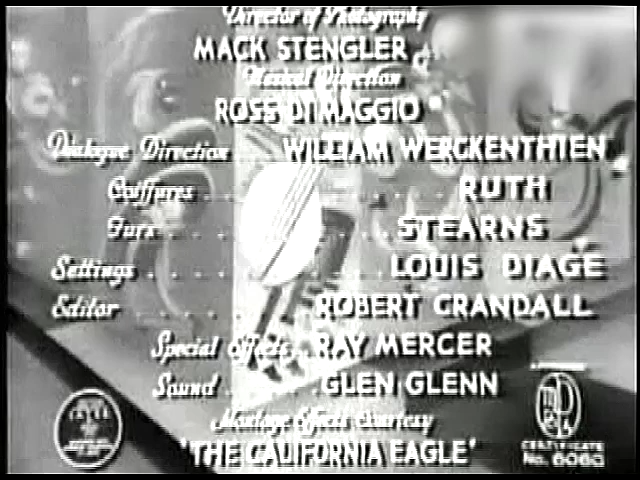 Director of Photography
MACK STENGLER
Musical Direction
ROSS DI MAGGIO
Dialogue Direction . . . WILLIAM WERCKENTHIEN
Coiffures . . . . . . . . . . . . RUTH
Furs . . . . . . . . . . . . STEARNS
Settings . . . . . . . . . . . LOUIS DIAGE
Editor . . . . . . . . . . ROBERT CRANDALL
Special Effects . . RAY MERCER
Sound . . . . . . . GLEN GLENN
Montage Effects Courtesy
"THE CALIFORNIA EAGLE"
CERTIFICATE
No. 6060